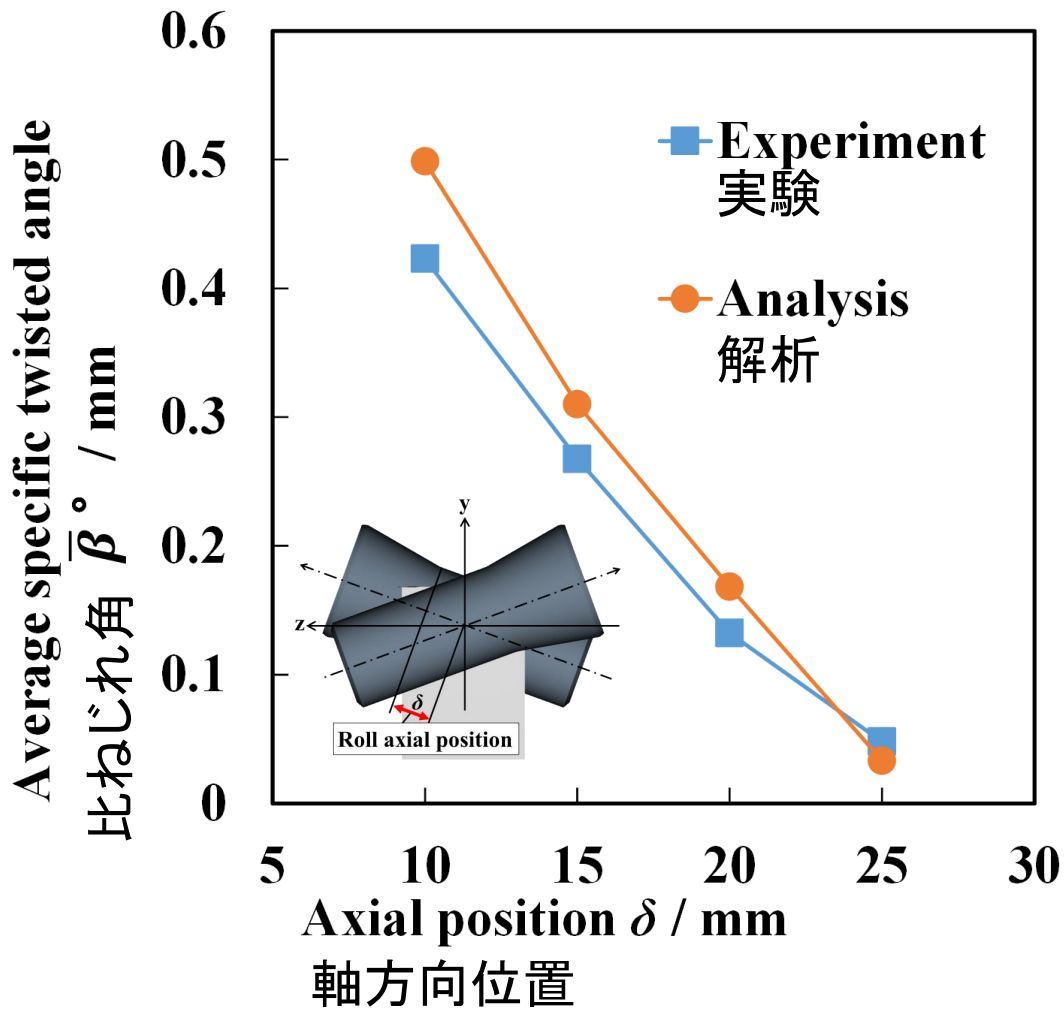 Average specific twisted angle
比ねじれ角 β̄ ° / mm
0.6
0.5
0.4
0.3
0.2
0.1
0
Experiment
実験
Analysis
解析
y
z
δ
Roll axial position
5 10 15 20 25 30
Axial position δ / mm
軸方向位置